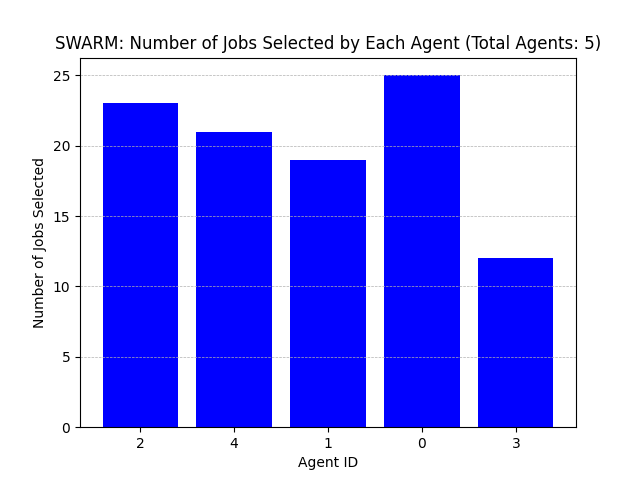 SWARM: Number of Jobs Selected by Each Agent (Total Agents: 5)
25
20
15
10
5
0
Number of Jobs Selected
2 4 1 0 3
Agent ID